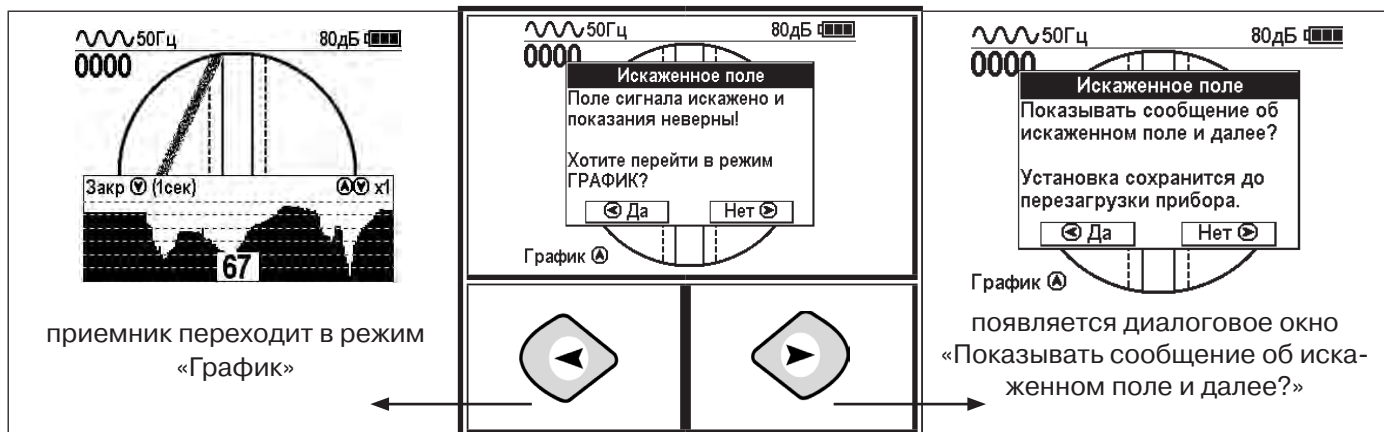 50Гц 80дБ
0000
Закр (1сек) x1
67
приемник переходит в режим
«График»
50Гц 80дБ
0000
Искаженное поле
Поле сигнала искажено и
показания неверны!
Хотите перейти в режим
ГРАФИК?
Да Нет
График
50Гц 80дБ
0000
Искаженное поле
Показывать сообщение об
искаженном поле и далее?
Установка сохранится до
перезагрузки прибора.
Да Нет
График
появляется диалоговое окно
«Показывать сообщение об иска-
женном поле и далее?»